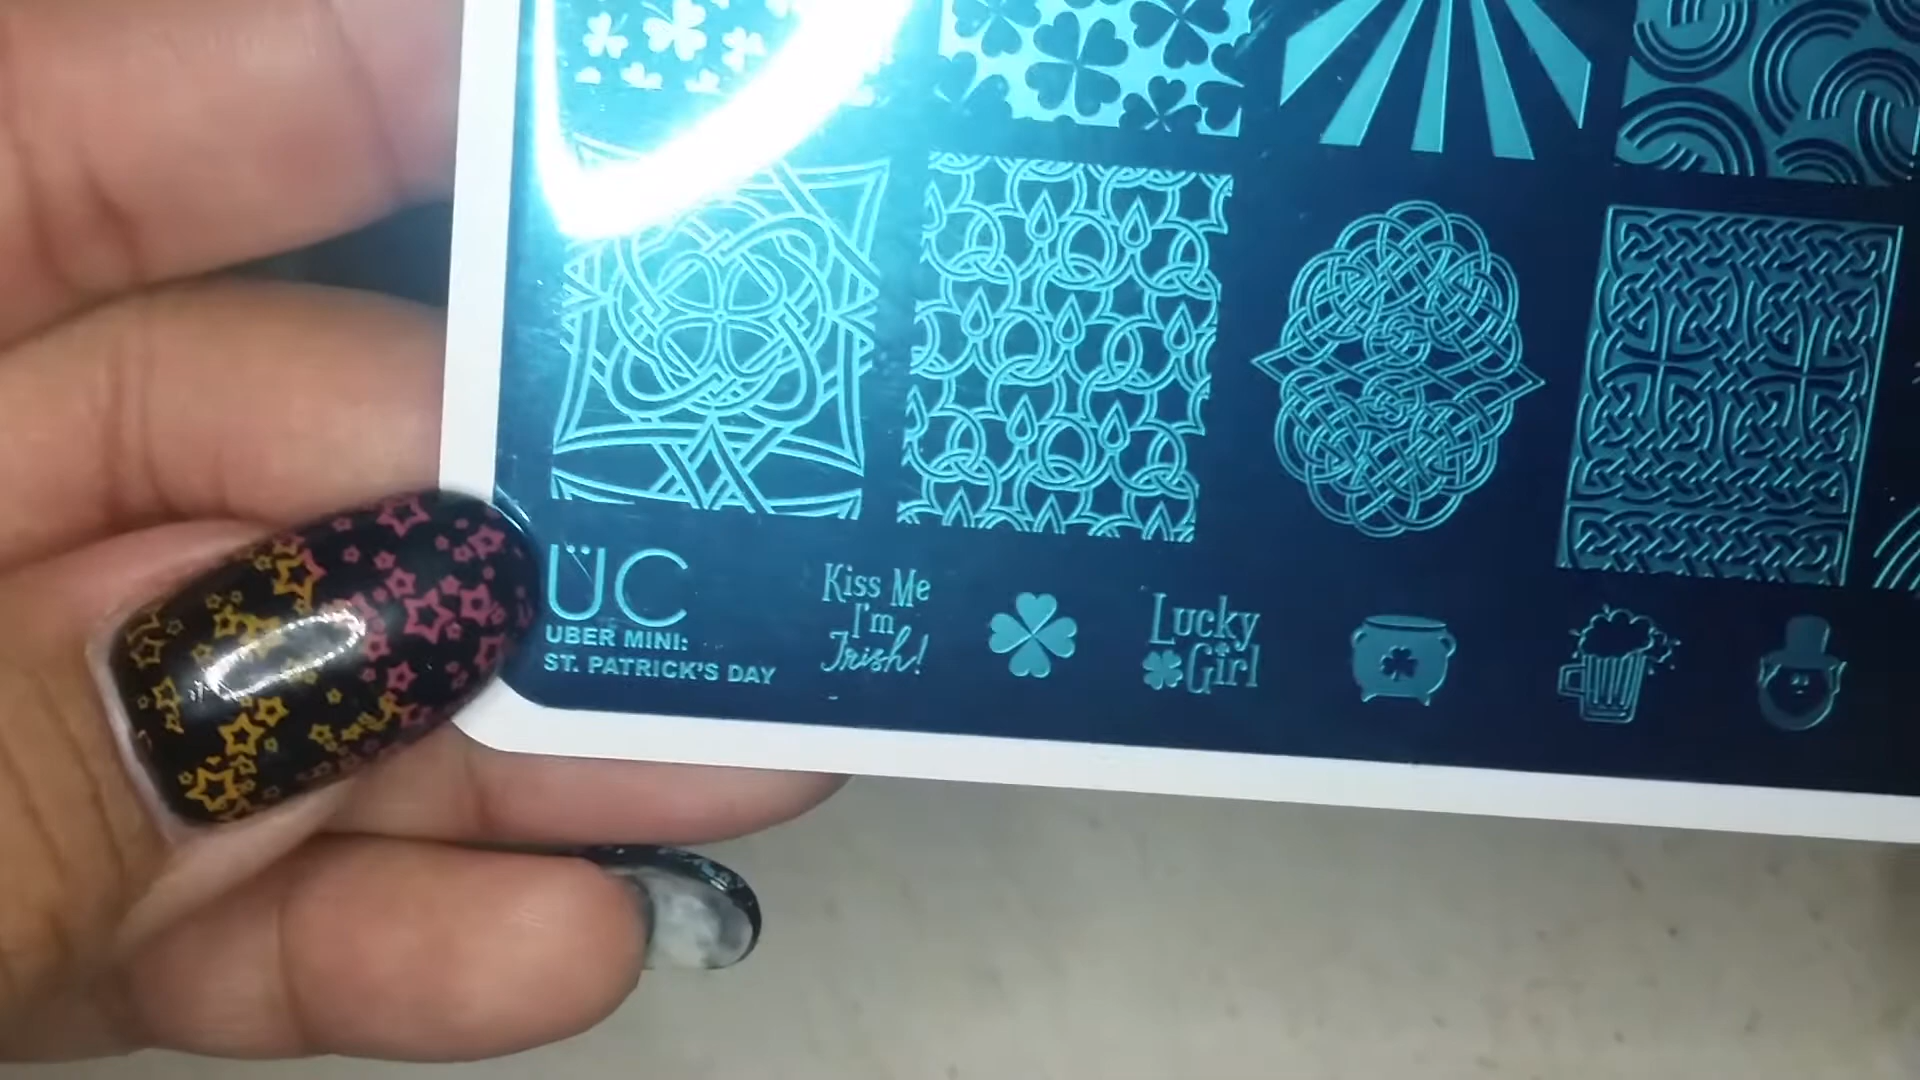 ÜC
UBER MINI:
ST. PATRICK'S DAY
Kiss Me
I'm
Irish!
Lucky
Girl